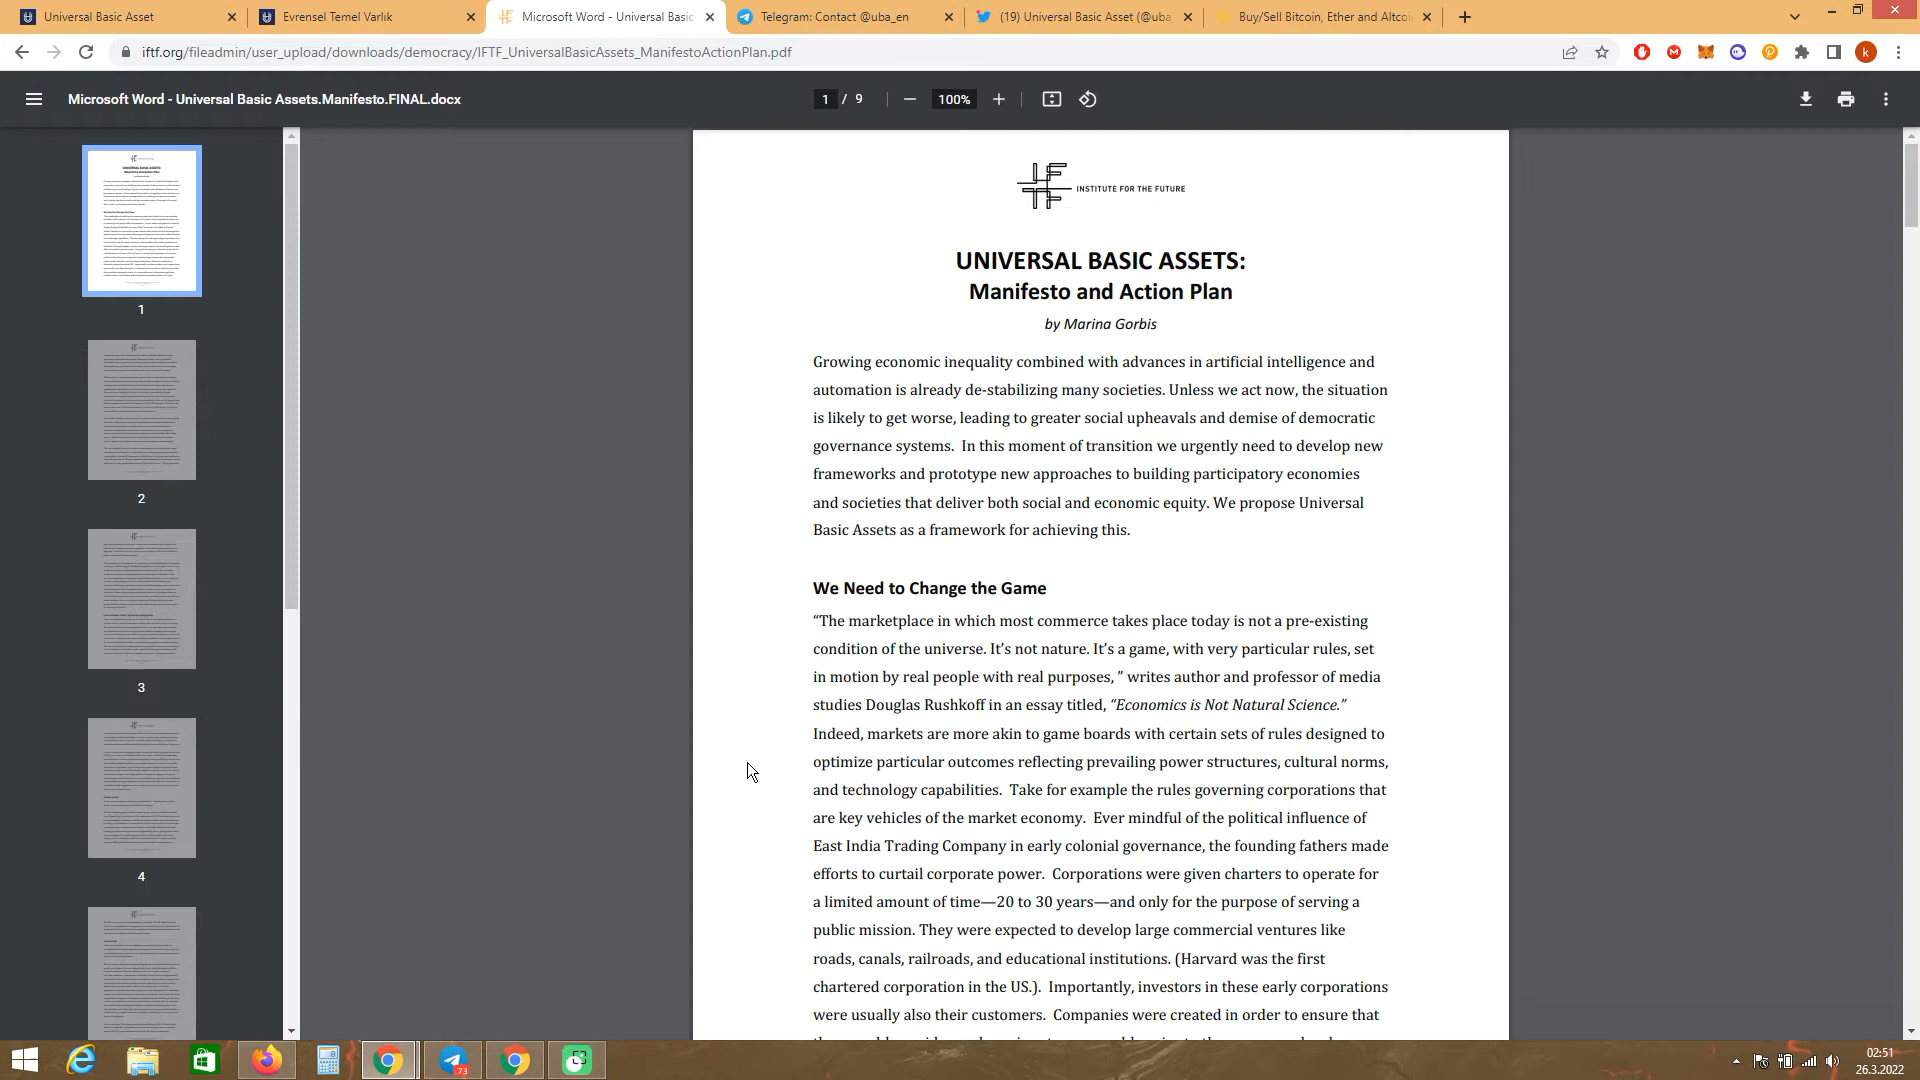 Universal Basic Asset
Evrensel Temel Varlık
Microsoft Word - Universal Basic
Telegram: Contact @uba_en
(19) Universal Basic Asset (@uba_
Buy/Sell Bitcoin, Ether and Altcoi
iftf.org/fileadmin/user_upload/downloads/democracy/IFTF_UniversalBasicAssets_ManifestoActionPlan.pdf
Microsoft Word - Universal Basic Assets.Manifesto.FINAL.docx
1 / 9
100%
INSTITUTE FOR THE FUTURE
UNIVERSAL BASIC ASSETS:
Manifesto and Action Plan
by Marina Gorbis
Growing economic inequality combined with advances in artificial intelligence and
automation is already de-stabilizing many societies. Unless we act now, the situation
is likely to get worse, leading to greater social upheavals and demise of democratic
governance systems.  In this moment of transition we urgently need to develop new
frameworks and prototype new approaches to building participatory economies
and societies that deliver both social and economic equity. We propose Universal
Basic Assets as a framework for achieving this.
We Need to Change the Game
“The marketplace in which most commerce takes place today is not a pre-existing
condition of the universe. It’s not nature. It’s a game, with very particular rules, set
in motion by real people with real purposes, ” writes author and professor of media
studies Douglas Rushkoff in an essay titled, “Economics is Not Natural Science.”
Indeed, markets are more akin to game boards with certain sets of rules designed to
optimize particular outcomes reflecting prevailing power structures, cultural norms,
and technology capabilities.  Take for example the rules governing corporations that
are key vehicles of the market economy.  Ever mindful of the political influence of
East India Trading Company in early colonial governance, the founding fathers made
efforts to curtail corporate power.  Corporations were given charters to operate for
a limited amount of time—20 to 30 years—and only for the purpose of serving a
public mission. They were expected to develop large commercial ventures like
roads, canals, railroads, and educational institutions. (Harvard was the first
chartered corporation in the US.).  Importantly, investors in these early corporations
were usually also their customers.  Companies were created in order to ensure that
1
2
3
4
73
02:51
26.3.2022